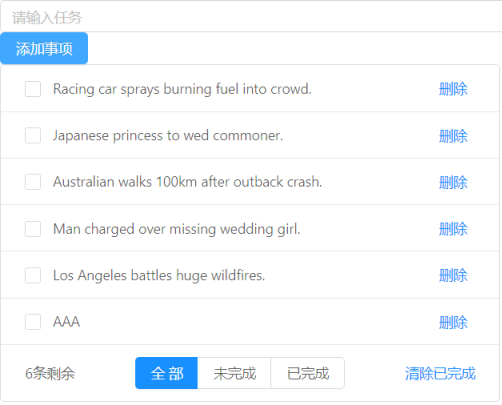 请输入任务
添加事项
Racing car sprays burning fuel into crowd. 删除
Japanese princess to wed commoner. 删除
Australian walks 100km after outback crash. 删除
Man charged over missing wedding girl. 删除
Los Angeles battles huge wildfires. 删除
AAA 删除
6条剩余 全部 未完成 已完成 清除已完成